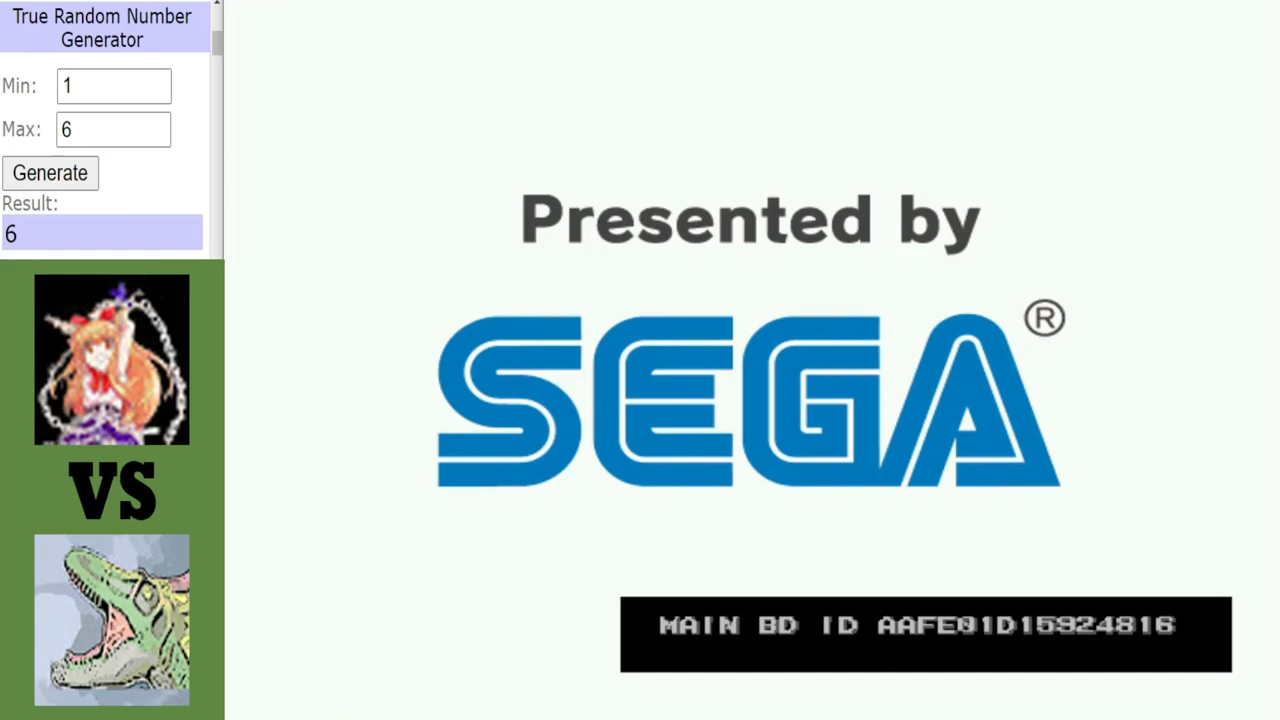 True Random Number
Generator
Min: 1
Max: 6
Generate
Result:
6
VS
Presented by
SEGA®
MAIN BD ID AAFE01D15924816